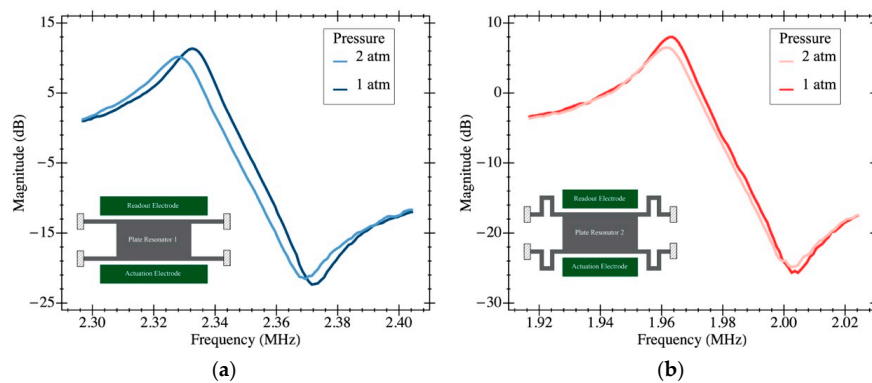 15
5
−5
−15
−25
Magnitude (dB)
Pressure
2 atm
1 atm
Readout Electrode
Plate Resonator 1
Actuation Electrode
2.30 2.32 2.34 2.36 2.38 2.40
Frequency (MHz)
(a)
10
0
−10
−20
−30
Magnitude (dB)
Pressure
2 atm
1 atm
Readout Electrode
Plate Resonator 2
Actuation Electrode
1.92 1.94 1.96 1.98 2.00 2.02
Frequency (MHz)
(b)